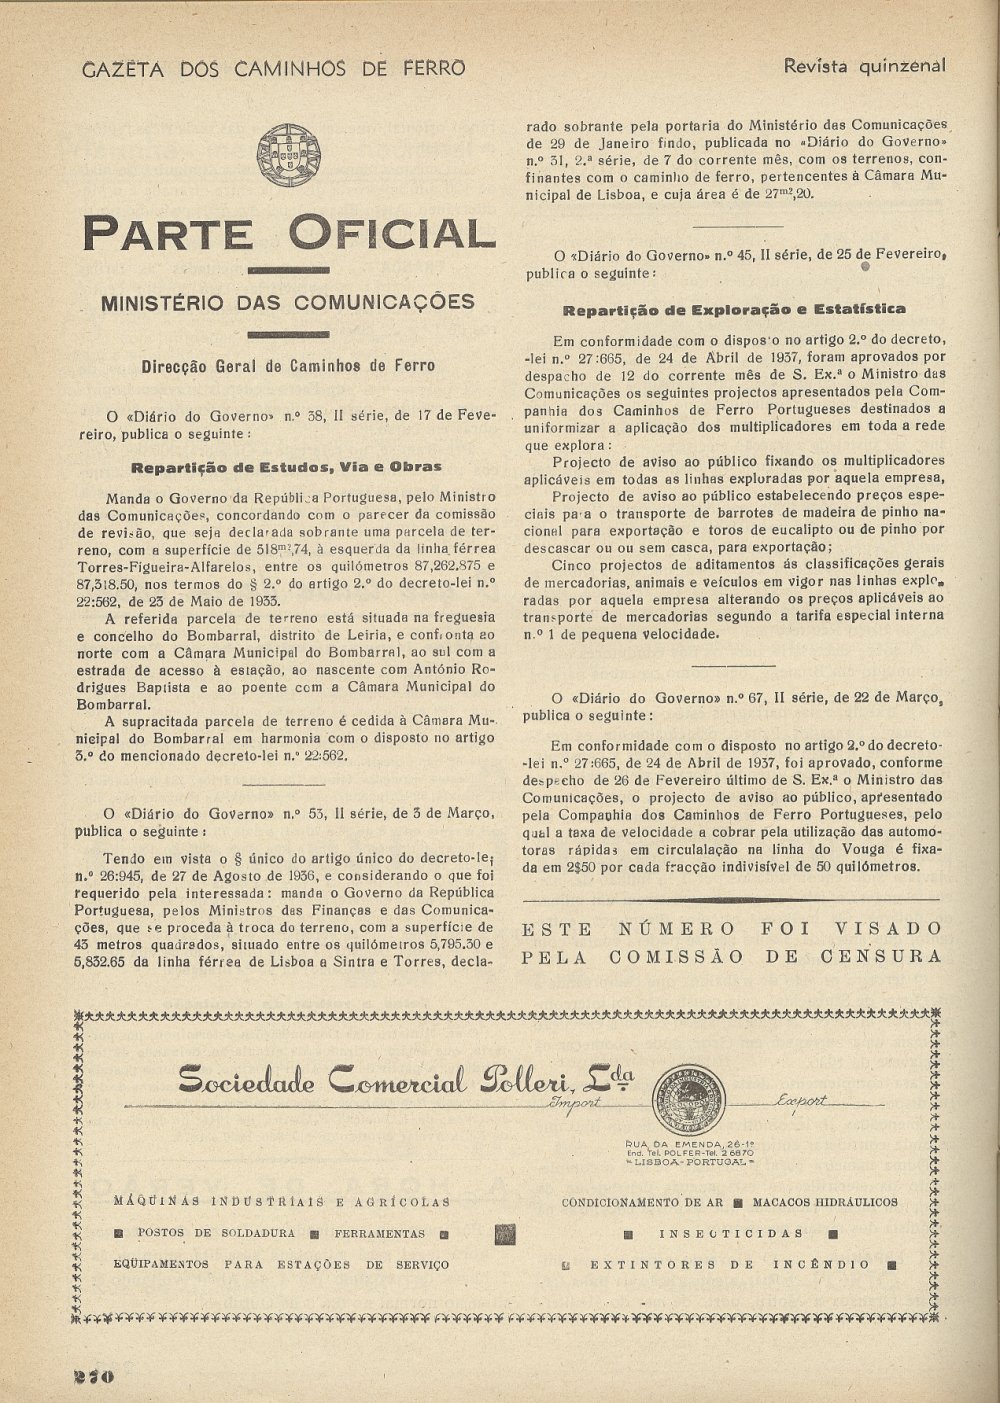 GAZETA DOS CAMINHOS DE FERRO
Revista quinzenal
PARTE OFICIAL
MINISTÉRIO DAS COMUNICAÇÕES
Direcção Geral de Caminhos de Ferro
O «Diário do Governo» n.º 38, II série, de 17 de Feve-
reiro, publica o seguinte:
Repartição de Estudos, Via e Obras
Manda o Governo da República Portuguesa, pelo Ministro
das Comunicações, concordando com o parecer da comissão
de revisão, que seja declarada sobrante uma parcela de ter-
reno, com a superfície de 518m²,74, à esquerda da linha férrea
Torres-Figueira-Alfarelos, entre os quilómetros 87,262.875 e
87,318.50, nos termos do § 2.º do artigo 2.º do decreto-lei n.º
22:562, de 23 de Maio de 1933.
A referida parcela de terreno está situada na freguesia
e concelho do Bombarral, distrito de Leiria, e confronta ao
norte com a Câmara Municipal do Bombarral, ao sul com a
estrada de acesso à estação, ao nascente com António Ro-
drigues Baptista e ao poente com a Câmara Municipal do
Bombarral.
A supracitada parcela de terreno é cedida à Câmara Mu-
nicipal do Bombarral em harmonia com o disposto no artigo
3.º do mencionado decreto-lei n.º 22:562.
O «Diário do Governo» n.º 53, II série, de 3 de Março,
publica o seguinte:
Tendo em vista o § único do artigo único do decreto-lei
n.º 26:945, de 27 de Agosto de 1936, e considerando o que foi
requerido pela interessada: manda o Governo da República
Portuguesa, pelos Ministros das Finanças e das Comunica-
ções, que se proceda à troca do terreno, com a superfície de
43 metros quadrados, situado entre os quilómetros 5,795.30 e
5,832.65 da linha férrea de Lisboa a Sintra e Torres, decla-
rado sobrante pela portaria do Ministério das Comunicações
de 29 de Janeiro findo, publicada no «Diário do Governo»
n.º 31, 2.ª série, de 7 do corrente mês, com os terrenos, con-
finantes com o caminho de ferro, pertencentes à Câmara Mu-
nicipal de Lisboa, e cuja área é de 27m²,20.
O «Diário do Governo» n.º 45, II série, de 25 de Fevereiro,
publica o seguinte:
Repartição de Exploração e Estatística
Em conformidade com o disposto no artigo 2.º do decreto,
-lei n.º 27:665, de 24 de Abril de 1937, foram aprovados por
despacho de 12 do corrente mês de S. Ex.ª o Ministro das
Comunicações os seguintes projectos apresentados pela Com-
panhia dos Caminhos de Ferro Portugueses destinados a
uniformizar a aplicação dos multiplicadores em toda a rede
que explora:
Projecto de aviso ao público fixando os multiplicadores
aplicáveis em todas as linhas exploradas por aquela empresa,
Projecto de aviso ao público estabelecendo preços espe-
ciais para o transporte de barrotes de madeira de pinho na-
cional para exportação e toros de eucalipto ou de pinho por
descascar ou ou sem casca, para exportação;
Cinco projectos de aditamentos ás classificações gerais
de mercadorias, animais e veículos em vigor nas linhas explo-
radas por aquela empresa alterando os preços aplicáveis ao
transporte de mercadorias segundo a tarifa especial interna
n.º 1 de pequena velocidade.
O «Diário do Governo» n.º 67, II série, de 22 de Março,
publica o seguinte:
Em conformidade com o disposto no artigo 2.º do decreto-
-lei n.º 27:665, de 24 de Abril de 1937, foi aprovado, conforme
despacho de 26 de Fevereiro último de S. Ex.ª o Ministro das
Comunicações, o projecto de aviso ao público, apresentado
pela Companhia dos Caminhos de Ferro Portugueses, pelo
qual a taxa de velocidade a cobrar pela utilização das automo-
toras rápidas em circulalação na linha do Vouga é fixa-
da em 2$50 por cada fracção indivisível de 50 quilómetros.
ESTE NÚMERO FOI VISADO
PELA COMISSÃO DE CENSURA
Sociedade Comercial Polleri, Lda
Import
Export
RUA DA EMENDA, 26-1º
End. Tel. POLFER-Tel. 2 6870
LISBOA-PORTUGAL
MÁQUINAS INDUSTRIAIS E AGRÍCOLAS
POSTOS DE SOLDADURA ■ FERRAMENTAS
EQÜIPAMENTOS PARA ESTAÇÕES DE SERVIÇO
CONDICIONAMENTO DE AR ■ MACACOS HIDRÁULICOS
INSECTICIDAS
EXTINTORES DE INCÊNDIO
270